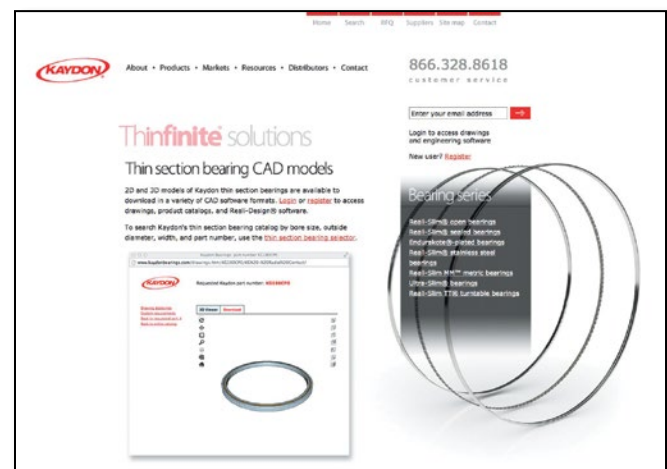 Home Search RFQ Suppliers Site map Contact
KAYDON
About • Products • Markets • Resources • Distributors • Contact
866.328.8618
customer service
Enter your email address
Login to access drawings
and engineering software
New user? Register
Thinfinite solutions
Thin section bearing CAD models
2D and 3D models of Kaydon thin section bearings are available to
download in a variety of CAD software formats. Login or register to access
drawings, product catalogs, and Reali-Design® software.
To search Kaydon's thin section bearing catalog by bore size, outside
diameter, width, and part number, use the thin section bearing selector.
Bearing series
Reali-Slim® open bearings
Reali-Slim® sealed bearings
Endurakote®-plated bearings
Reali-Slim® stainless steel
bearings
Reali-Slim MM™ metric bearings
Ultra-Slim® bearings
Reali-Slim TT® turntable bearings
KAYDON
Requested Kaydon part number:
3D Viewer Download